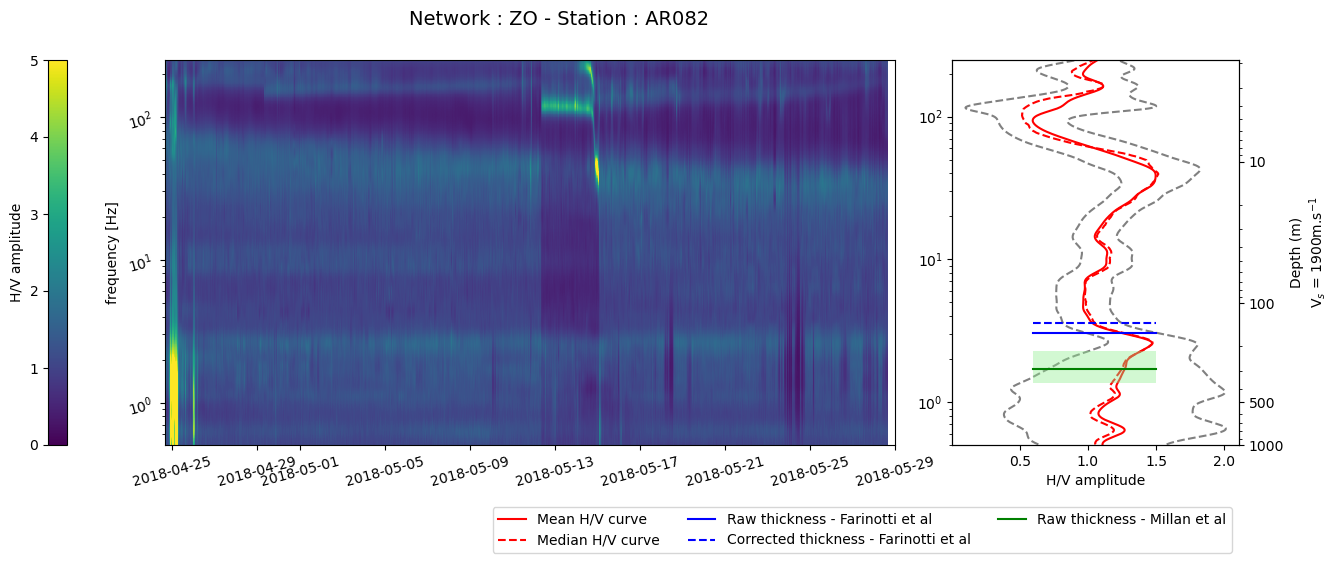 Network : ZO - Station : AR082
5
4
3
2
1
0
H/V amplitude
10²
10¹
10⁰
frequency [Hz]
2018-04-25
2018-04-29
2018-05-01
2018-05-05
2018-05-09
2018-05-13
2018-05-17
2018-05-21
2018-05-25
2018-05-29
10²
10¹
10⁰
0.5
1.0
1.5
2.0
H/V amplitude
10
100
500
1000
Depth (m)
Vₛ = 1900m.s⁻¹
Mean H/V curve
Median H/V curve
Raw thickness - Farinotti et al
Corrected thickness - Farinotti et al
Raw thickness - Millan et al